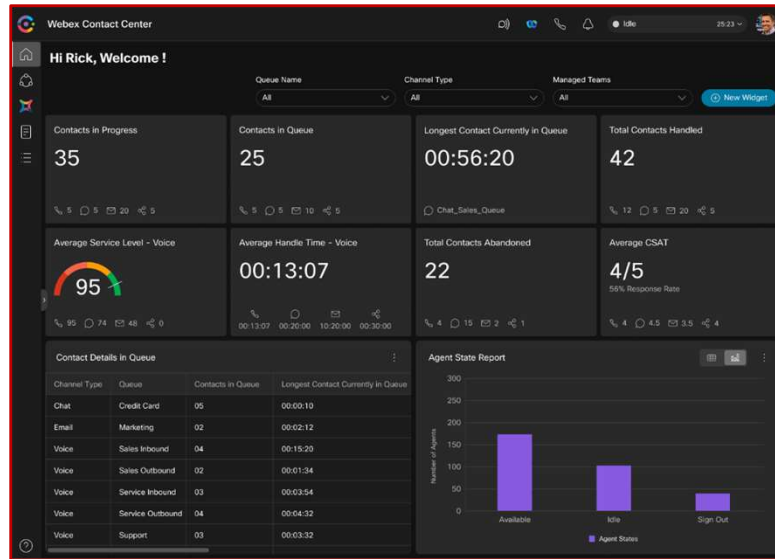 Webex Contact Center
Idle
25:23
Hi Rick, Welcome !
Queue Name
Channel Type
Managed Teams
All
All
All
New Widget
Contacts in Progress
35
5 5 20 5
Contacts in Queue
25
5 5 10 5
Longest Contact Currently in Queue
00:56:20
Chat_Sales_Queue
Total Contacts Handled
42
12 5 20 5
Average Service Level - Voice
95
95 74 48 0
Average Handle Time - Voice
00:13:07
00:13:07 00:20:00 10:20:00 00:30:00
Total Contacts Abandoned
22
4 15 2 1
Average CSAT
4/5
56% Response Rate
4 4.5 3.5 4
Contact Details in Queue
Channel Type Queue Contacts in Queue Longest Contact Currently in Queue
Chat Credit Card 05 00:00:10
Email Marketing 02 00:02:12
Voice Sales Inbound 04 00:15:20
Voice Sales Outbound 02 00:01:34
Voice Service Inbound 03 00:03:54
Voice Service Outbound 04 00:04:32
Voice Support 03 00:03:32
Agent State Report
Number of Agents
300
250
200
150
100
50
0
Available Idle Sign Out
Agent States